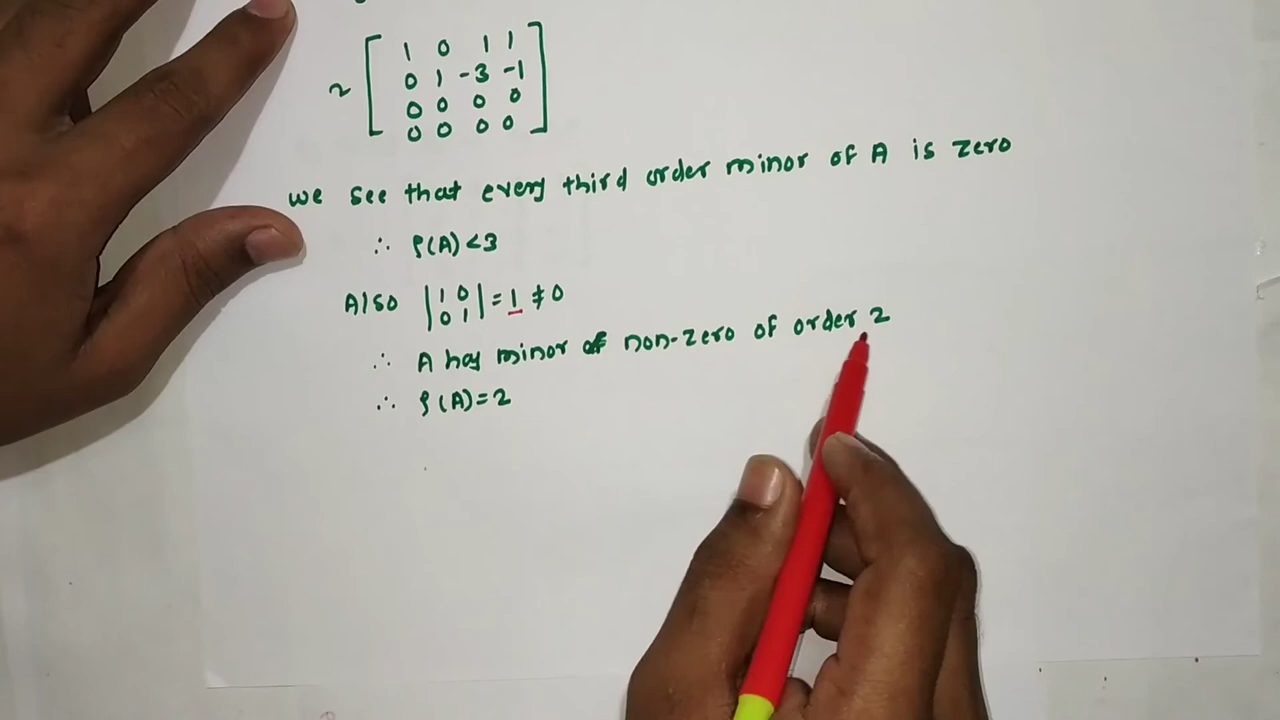 ~ [ 1 0 1 1
0 1 -3 -1
0 0 0 0
0 0 0 0 ]
we see that every third order minor of A is zero
∴ ρ(A) < 3
Also | 1 0
0 1 | = 1 ≠ 0
∴ A has minor of non-zero of order 2
∴ ρ(A) = 2